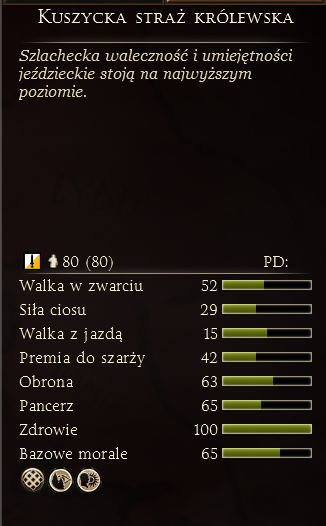 Kuszycka straż królewska
Szlachecka waleczność i umiejętności
jeździeckie stoją na najwyższym
poziomie.
80 (80) PD:
Walka w zwarciu 52
Siła ciosu 29
Walka z jazdą 15
Premia do szarży 42
Obrona 63
Pancerz 65
Zdrowie 100
Bazowe morale 65